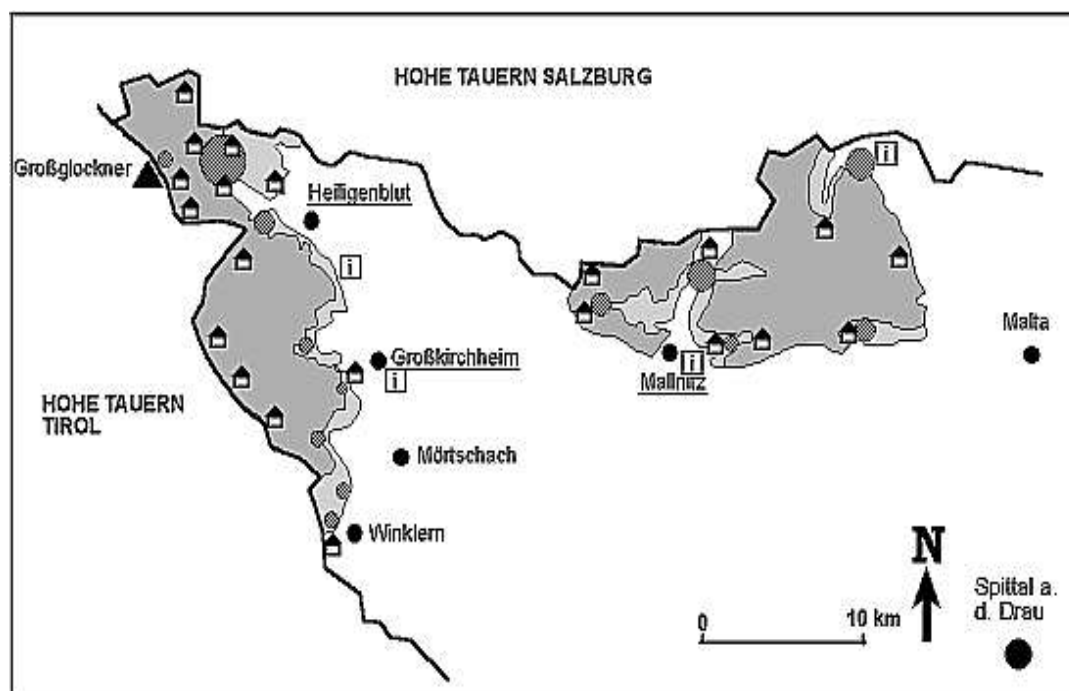 HOHE TAUERN SALZBURG
Großglockner
Heiligenblut
i
i
Malta
Großkirchheim
i
i
Mallnitz
HOHE TAUERN
TIROL
Mörtschach
Winklern
N
Spittal a.
d. Drau
0 10 km